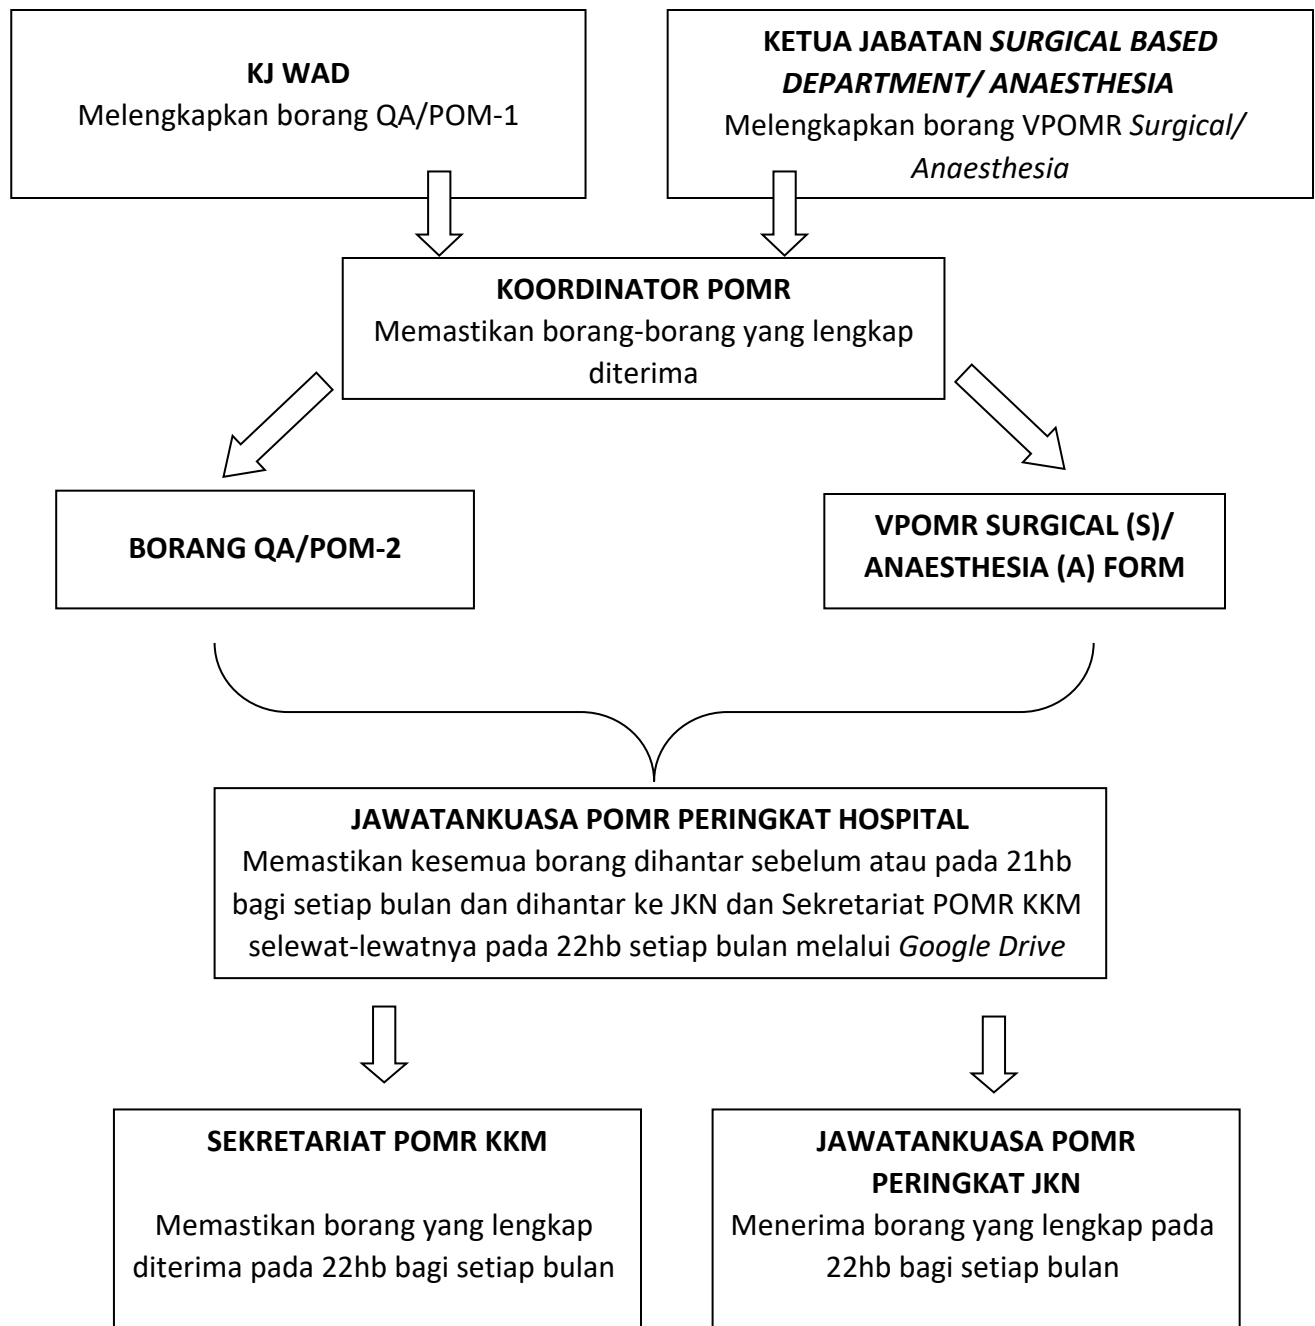 KJ WAD
Melengkapkan borang QA/POM-1
KETUA JABATAN SURGICAL BASED
DEPARTMENT/ ANAESTHESIA
Melengkapkan borang VPOMR Surgical/
Anaesthesia
KOORDINATOR POMR
Memastikan borang-borang yang lengkap
diterima
BORANG QA/POM-2
VPOMR SURGICAL (S)/
ANAESTHESIA (A) FORM
JAWATANKUASA POMR PERINGKAT HOSPITAL
Memastikan kesemua borang dihantar sebelum atau pada 21hb
bagi setiap bulan dan dihantar ke JKN dan Sekretariat POMR KKM
selewat-lewatnya pada 22hb setiap bulan melalui Google Drive
SEKRETARIAT POMR KKM
Memastikan borang yang lengkap
diterima pada 22hb bagi setiap bulan
JAWATANKUASA POMR
PERINGKAT JKN
Menerima borang yang lengkap pada
22hb bagi setiap bulan